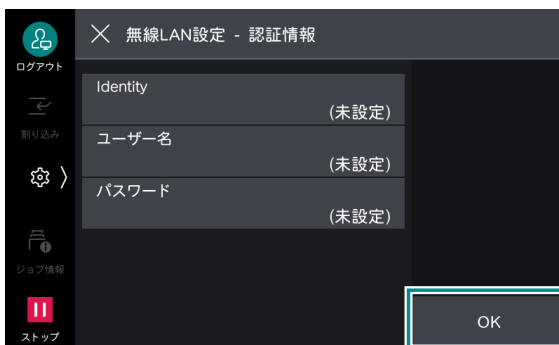 ログアウト
割り込み
ジョブ情報
ストップ
無線LAN設定 - 認証情報
Identity
(未設定)
ユーザー名
(未設定)
パスワード
(未設定)
OK